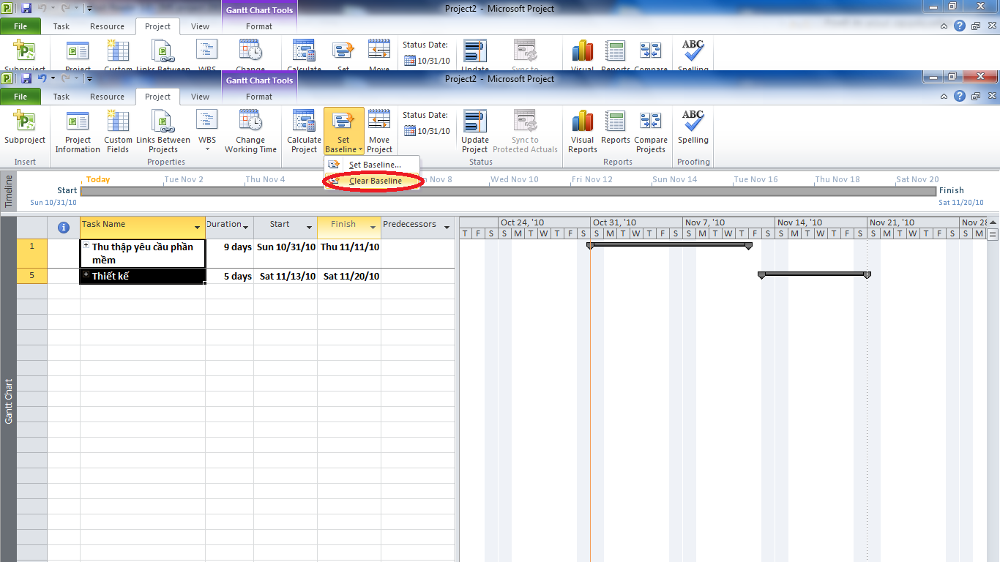 Gantt Chart Tools
Project2 - Microsoft Project
File Task Resource Project View Format
Subproject Project Custom Links Between WBS Change Calculate Set Move Status Date: Update Visual Reports Compare ABC Spelling
10/31/10
Gantt Chart Tools
Project2 - Microsoft Project
File Task Resource Project View Format
Subproject
Project Information
Custom Fields
Links Between Projects
WBS
Change Working Time
Calculate Project
Set Baseline
Move Project
Status Date:
10/31/10
Update Project
Sync to Protected Actuals
Visual Reports
Reports
Compare Projects
ABC
Spelling
Insert Properties Status Reports Proofing
Set Baseline...
Clear Baseline
Timeline
Today Tue Nov 2 Thu Nov 4 Nov 8 Wed Nov 10 Fri Nov 12 Sun Nov 14 Tue Nov 16 Thu Nov 18 Sat Nov 20
Start Finish
Sun 10/31/10 Sat 11/20/10
Task Name Duration Start Finish Predecessors
Oct 24, '10 Oct 31, '10 Nov 7, '10 Nov 14, '10 Nov 21, '10 Nov 28
T F S S M T W T F S S M T W T F S S M T W T F S S M T W T F S S M T W T F S S M
1 Thu thập yêu cầu phần mềm 9 days Sun 10/31/10 Thu 11/11/10
5 Thiết kế 5 days Sat 11/13/10 Sat 11/20/10
Gantt Chart